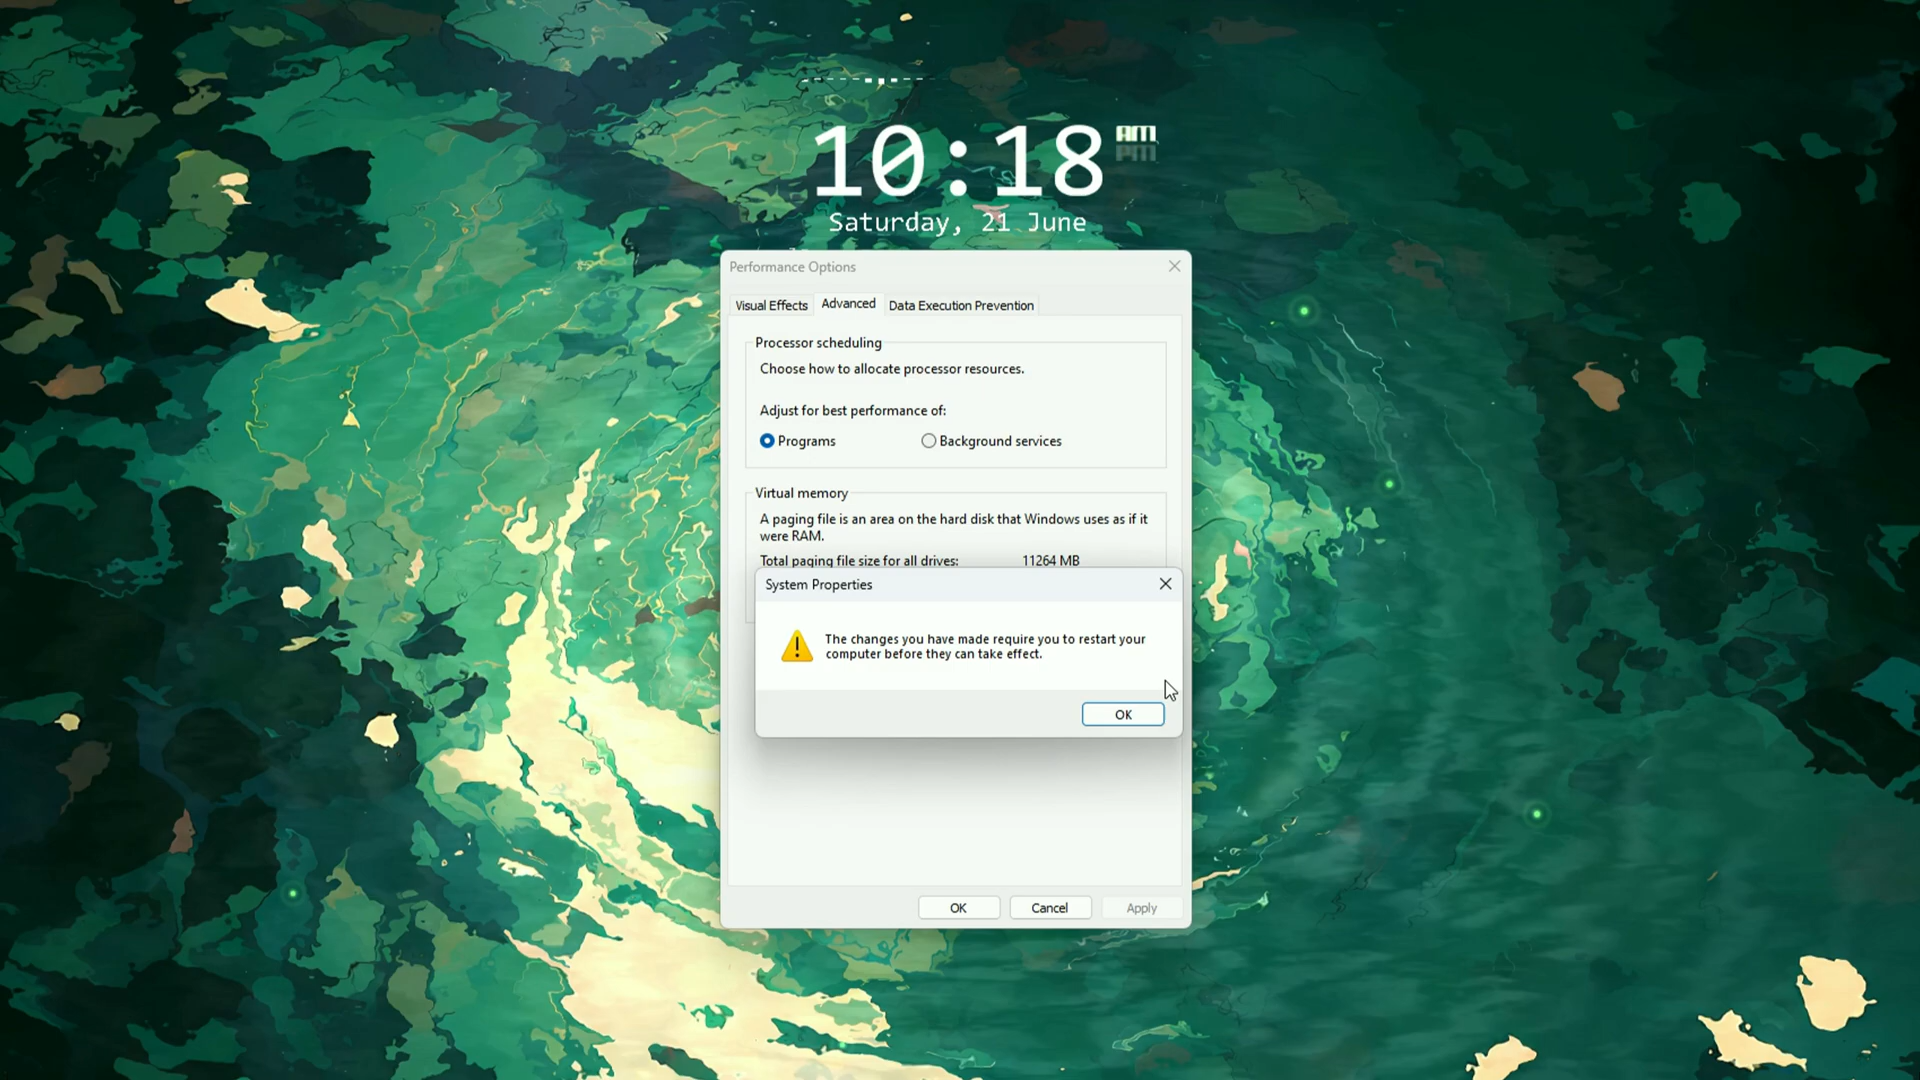 10:18 AM
PM
Saturday, 21 June
Performance Options
Visual Effects Advanced Data Execution Prevention
Processor scheduling
Choose how to allocate processor resources.
Adjust for best performance of:
Programs Background services
Virtual memory
A paging file is an area on the hard disk that Windows uses as if it
were RAM.
Total paging file size for all drives: 11264 MB
System Properties
The changes you have made require you to restart your
computer before they can take effect.
OK
OK Cancel Apply